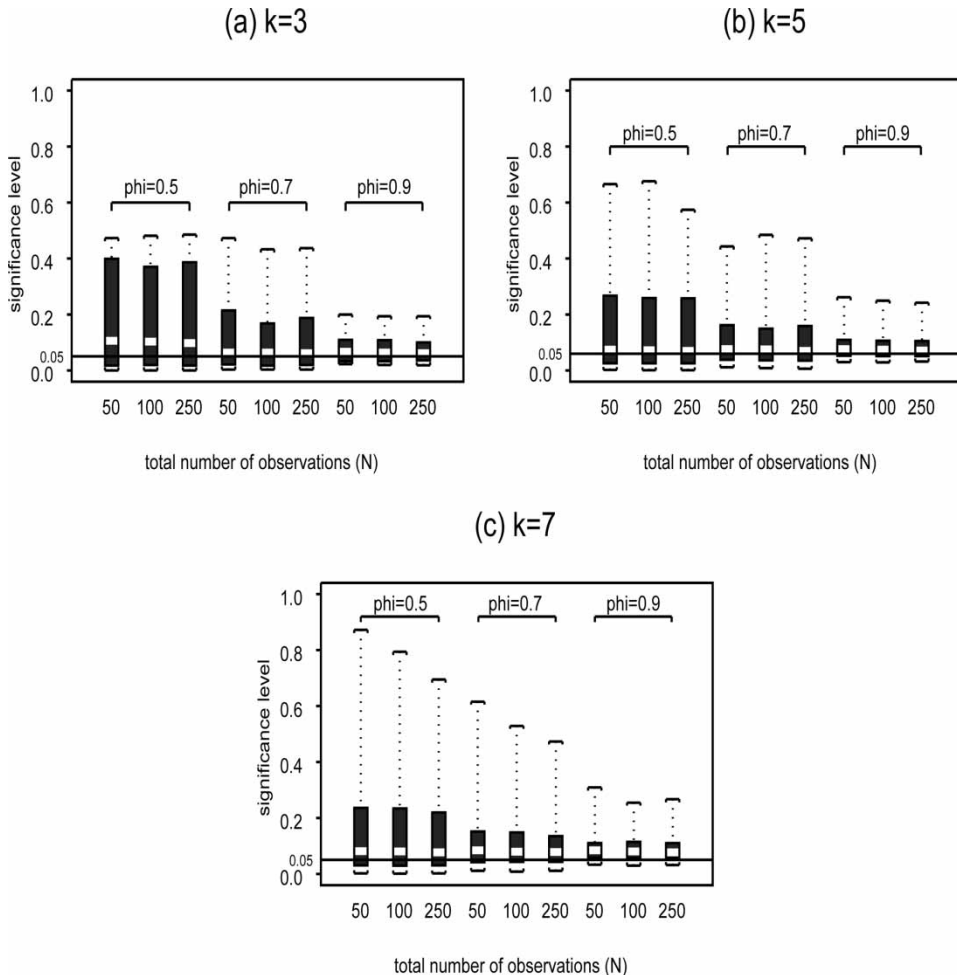 (a) k=3
significance level
1.0
0.8
0.6
0.4
0.2
0.05
0.0
phi=0.5
phi=0.7
phi=0.9
50 100 250 50 100 250 50 100 250
total number of observations (N)
(b) k=5
significance level
1.0
0.8
0.6
0.4
0.2
0.05
0.0
phi=0.5
phi=0.7
phi=0.9
50 100 250 50 100 250 50 100 250
total number of observations (N)
(c) k=7
significance level
1.0
0.8
0.6
0.4
0.2
0.05
0.0
phi=0.5
phi=0.7
phi=0.9
50 100 250 50 100 250 50 100 250
total number of observations (N)